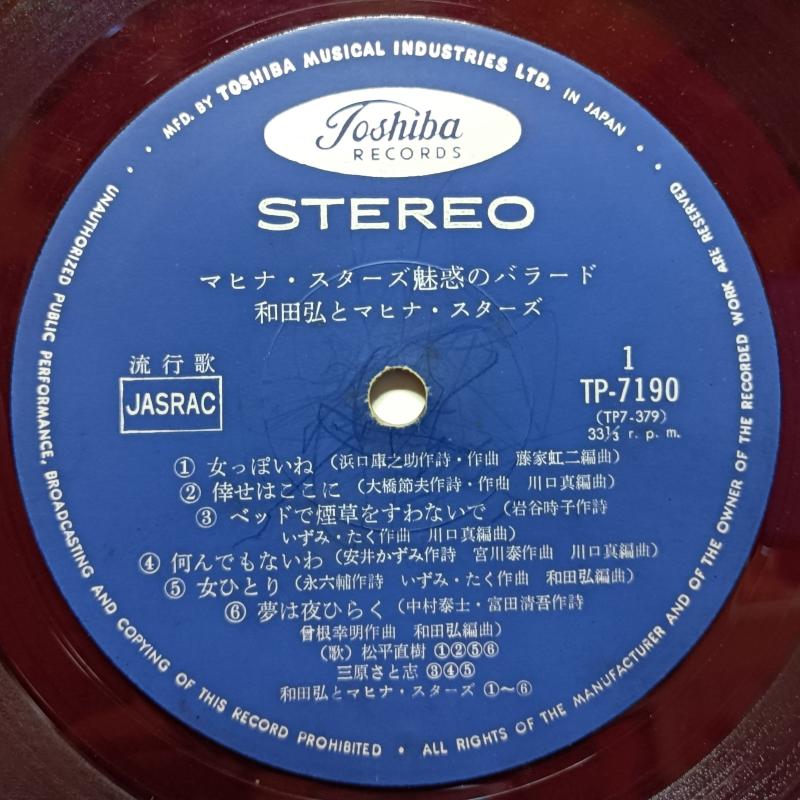 MFD. BY TOSHIBA MUSICAL INDUSTRIES LTD. IN JAPAN
Toshiba
RECORDS
STEREO
マヒナ・スターズ魅惑のバラード
和田弘とマヒナ・スターズ
流行歌
JASRAC
1
TP-7190
(TP7-379)
33⅓ r. p. m.
① 女っぽいね (浜口庫之助作詩・作曲 藤家虹二編曲)
② 倖せはここに (大橋節夫作詩・作曲 川口真編曲)
③ ベッドで煙草をすわないで (岩谷時子作詩
いずみ・たく作曲 川口真編曲)
④ 何んでもないわ (安井かずみ作詩 宮川泰作曲 川口真編曲)
⑤ 女ひとり (永六輔作詩 いずみ・たく作曲 和田弘編曲)
⑥ 夢は夜ひらく (中村泰士・富田清吾作詩
曽根幸明作曲 和田弘編曲)
(歌) 松平直樹 ①②⑤⑥
三原さと志 ③④⑤
和田弘とマヒナ・スターズ ①〜⑥
UNAUTHORIZED PUBLIC PERFORMANCE, BROADCASTING AND COPYING OF THIS RECORD PROHIBITED • ALL RIGHTS OF THE MANUFACTURER AND OF THE OWNER OF THE RECORDED WORK ARE RESERVED